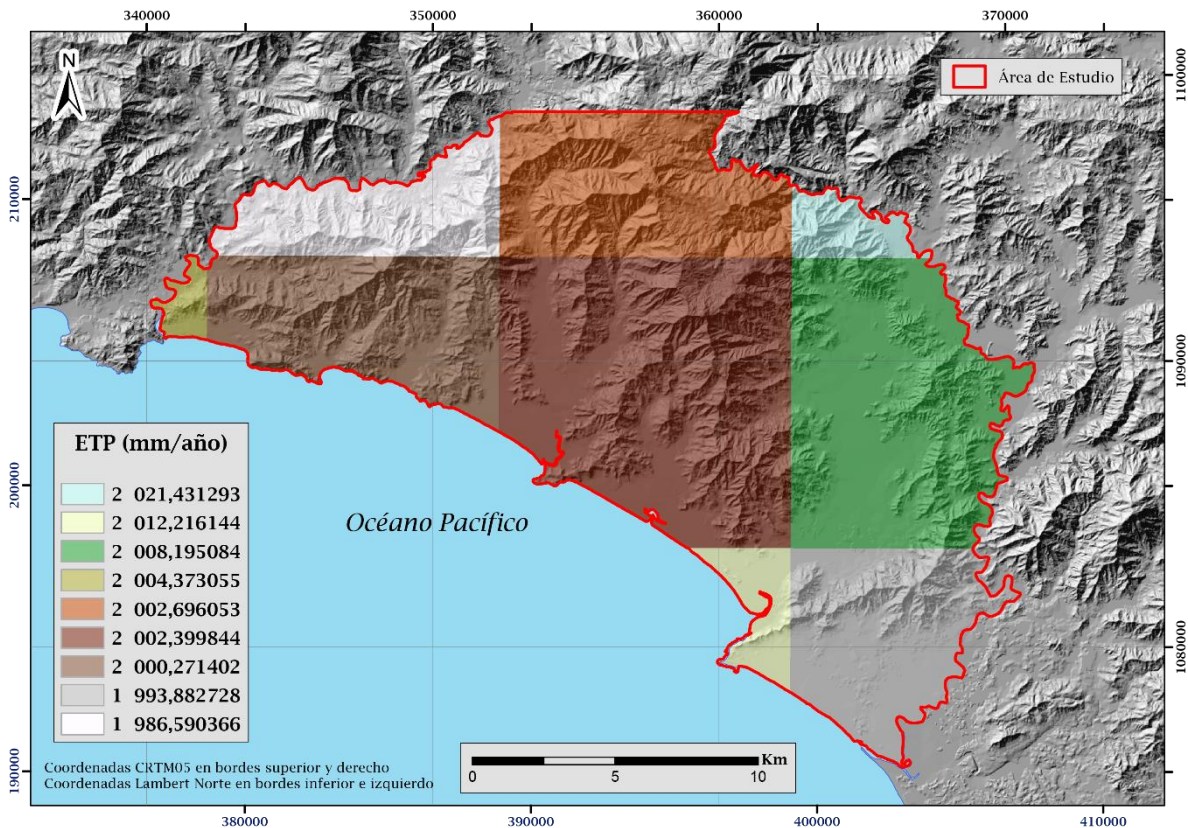 340000 350000 360000 370000
N
Área de Estudio
1100000
210000
1090000
ETP (mm/año)
2 021,431293
2 012,216144
2 008,195084
2 004,373055
2 002,696053
2 002,399844
2 000,271402
1 993,882728
1 986,590366
200000
Océano Pacífico
1080000
Km
0 5 10
Coordenadas CRTM05 en bordes superior y derecho
Coordenadas Lambert Norte en bordes inferior e izquierdo
190000
380000 390000 400000 410000